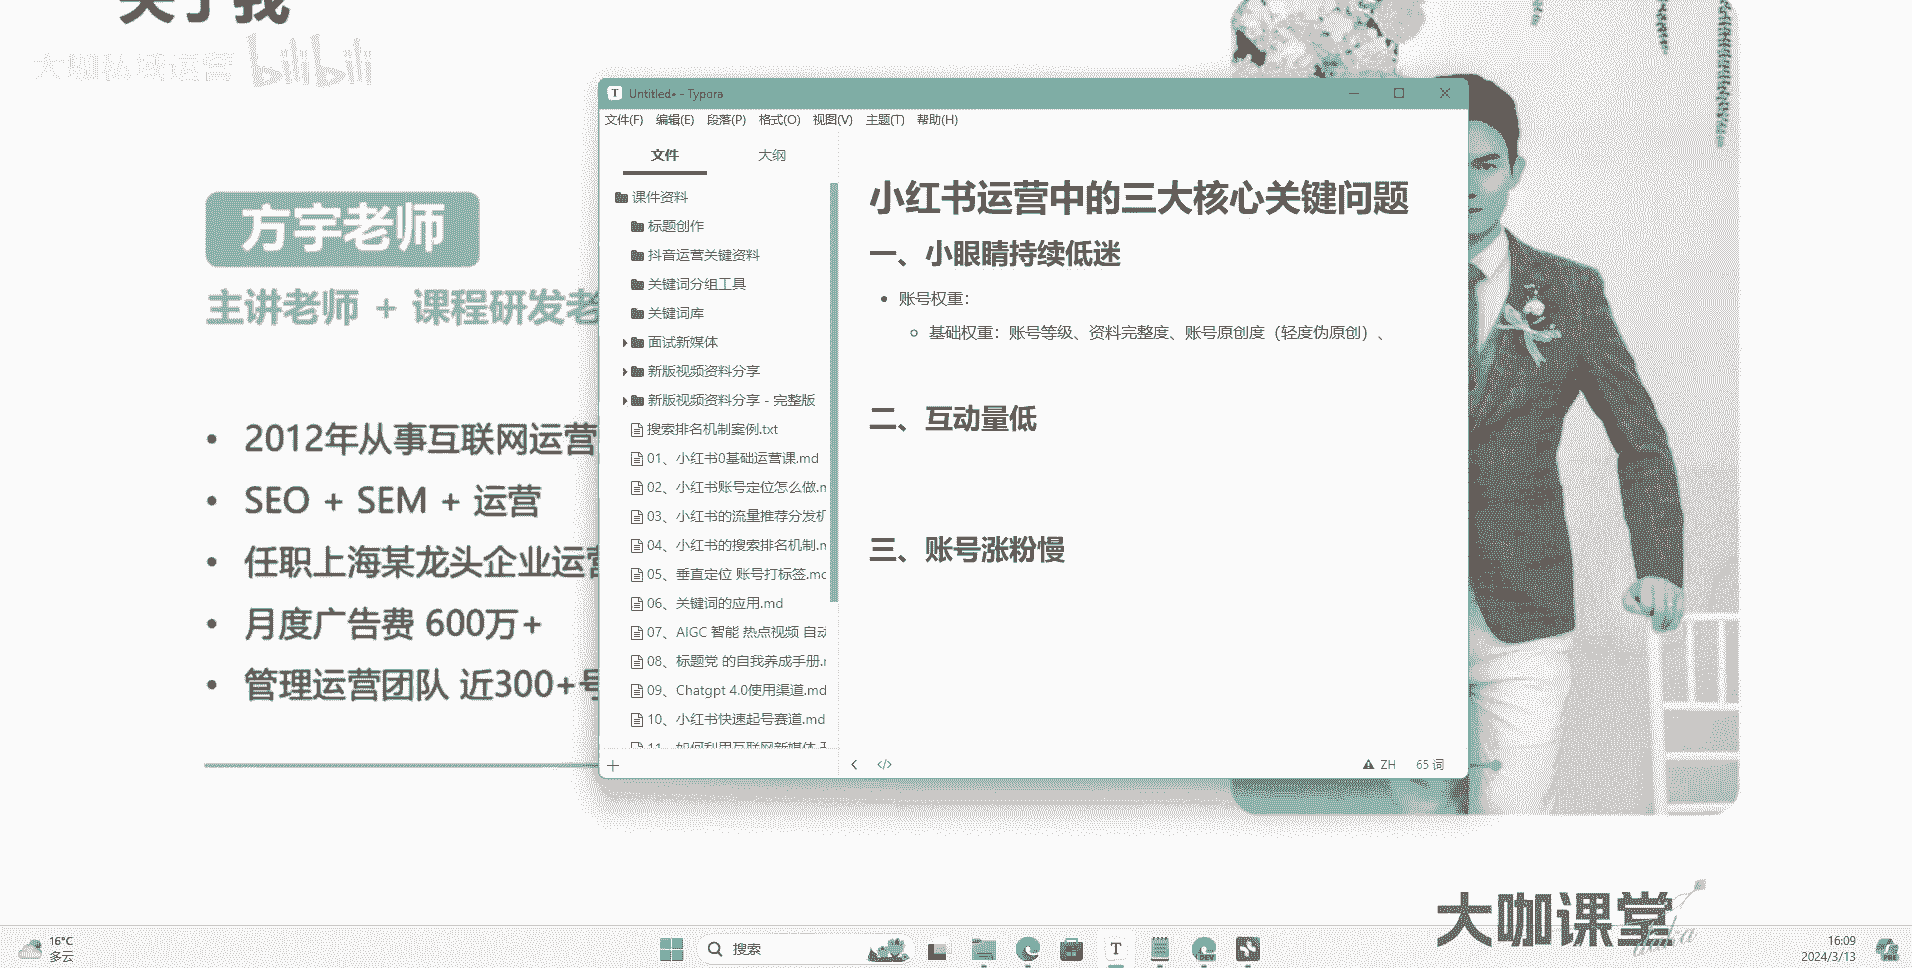 关于我
大咖私域运营 bilibili
方宇老师
主讲老师 + 课程研发老
2012年从事互联网运营
SEO + SEM + 运营
任职上海某龙头企业运营
月度广告费 600万+
管理运营团队 近300+号
Untitled• - Typora
文件(F) 编辑(E) 段落(P) 格式(O) 视图(V) 主题(T) 帮助(H)
文件 大纲
课件资料
标题创作
抖音运营关键资料
关键词分组工具
关键词库
面试新媒体
新版视频资料分享
新版视频资料分享 - 完整版
搜索排名机制案例.txt
01、小红书0基础运营课.md
02、小红书账号定位怎么做.m
03、小红书的流量推荐分发机
04、小红书的搜索排名机制.m
05、垂直定位 账号打标签.md
06、关键词的应用.md
07、AIGC 智能 热点视频 自动
08、标题党 的自我养成手册.m
09、Chatgpt 4.0使用渠道.md
10、小红书快速起号赛道.md
11、如何利用互联网新媒体
小红书运营中的三大核心关键问题
一、小眼睛持续低迷
账号权重：
基础权重：账号等级、资料完整度、账号原创度（轻度伪原创）、
二、互动量低
三、账号涨粉慢
ZH 65 词
大咖课堂
16°C
多云
搜索
16:09
2024/3/13